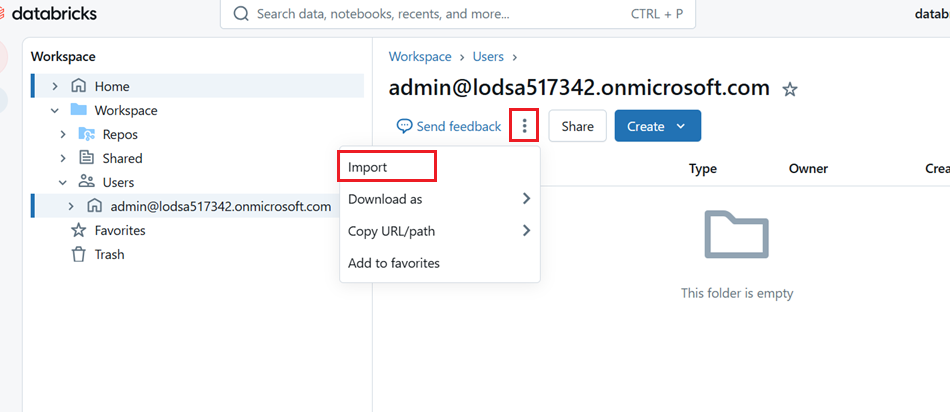 databricks
Search data, notebooks, recents, and more... CTRL + P
Workspace
Home
Workspace
Repos
Shared
Users
admin@lodsa517342.onmicrosoft.com
Favorites
Trash
Workspace > Users >
admin@lodsa517342.onmicrosoft.com
Send feedback Share Create
Import
Download as
Copy URL/path
Add to favorites
Type Owner
This folder is empty